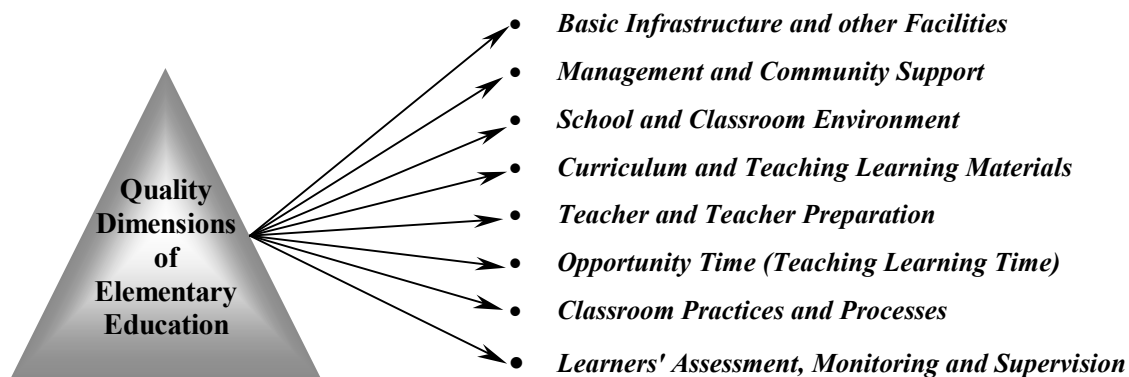 Quality
Dimensions
of
Elementary
Education
• Basic Infrastructure and other Facilities
• Management and Community Support
• School and Classroom Environment
• Curriculum and Teaching Learning Materials
• Teacher and Teacher Preparation
• Opportunity Time (Teaching Learning Time)
• Classroom Practices and Processes
• Learners' Assessment, Monitoring and Supervision